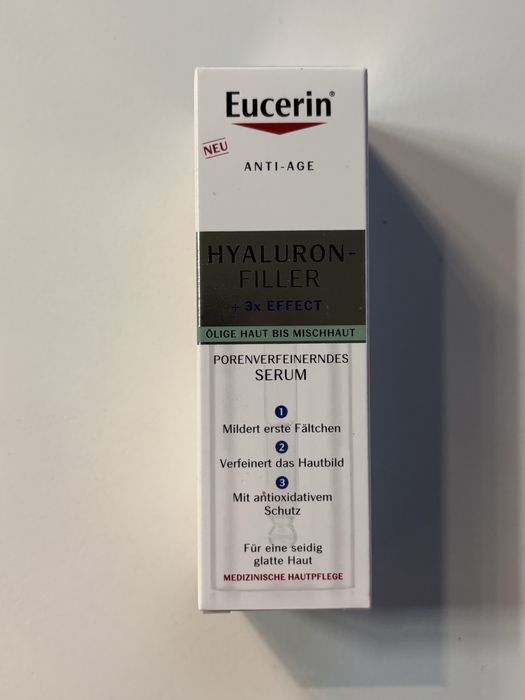 Eucerin®
NEU
ANTI-AGE
HYALURON-
FILLER
+ 3x EFFECT
ÖLIGE HAUT BIS MISCHHAUT
PORENVERFEINERNDES
SERUM
1
Mildert erste Fältchen
2
Verfeinert das Hautbild
3
Mit antioxidativem
Schutz
Für eine seidig
glatte Haut
MEDIZINISCHE HAUTPFLEGE